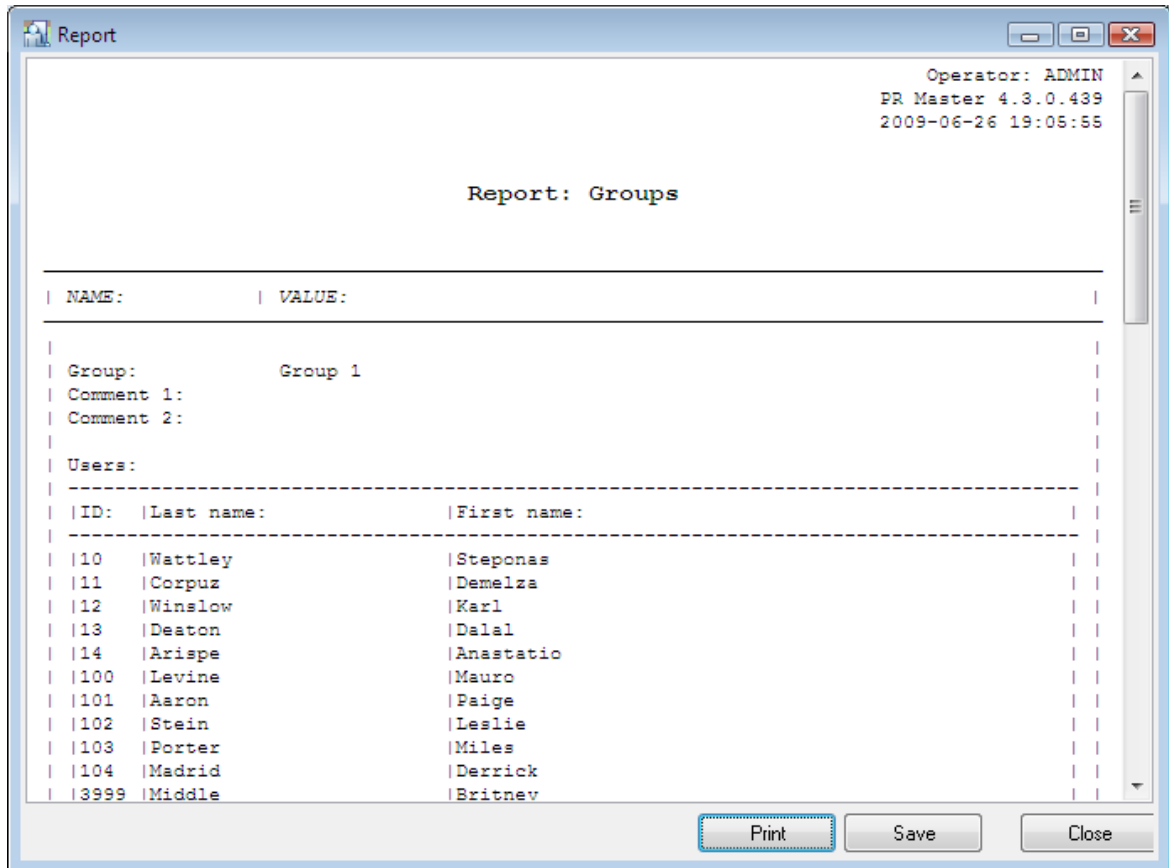 Report
Operator: ADMIN
PR Master 4.3.0.439
2009-06-26 19:05:55
Report: Groups
| NAME: | VALUE: |
Group: Group 1
Comment 1:
Comment 2:
Users:
|ID: |Last name: |First name: | |
|10 |Wattley |Steponas | |
|11 |Corpuz |Demelza | |
|12 |Winslow |Karl | |
|13 |Deaton |Dalal | |
|14 |Arispe |Anastatio | |
|100 |Levine |Mauro | |
|101 |Aaron |Paige | |
|102 |Stein |Leslie | |
|103 |Porter |Miles | |
|104 |Madrid |Derrick | |
|3999 |Middle |Britney | |
Print Save Close